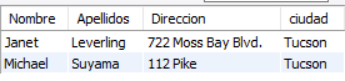 Nombre Apellidos Direccion ciudad
Janet Leverling 722 Moss Bay Blvd. Tucson
Michael Suyama 112 Pike Tucson